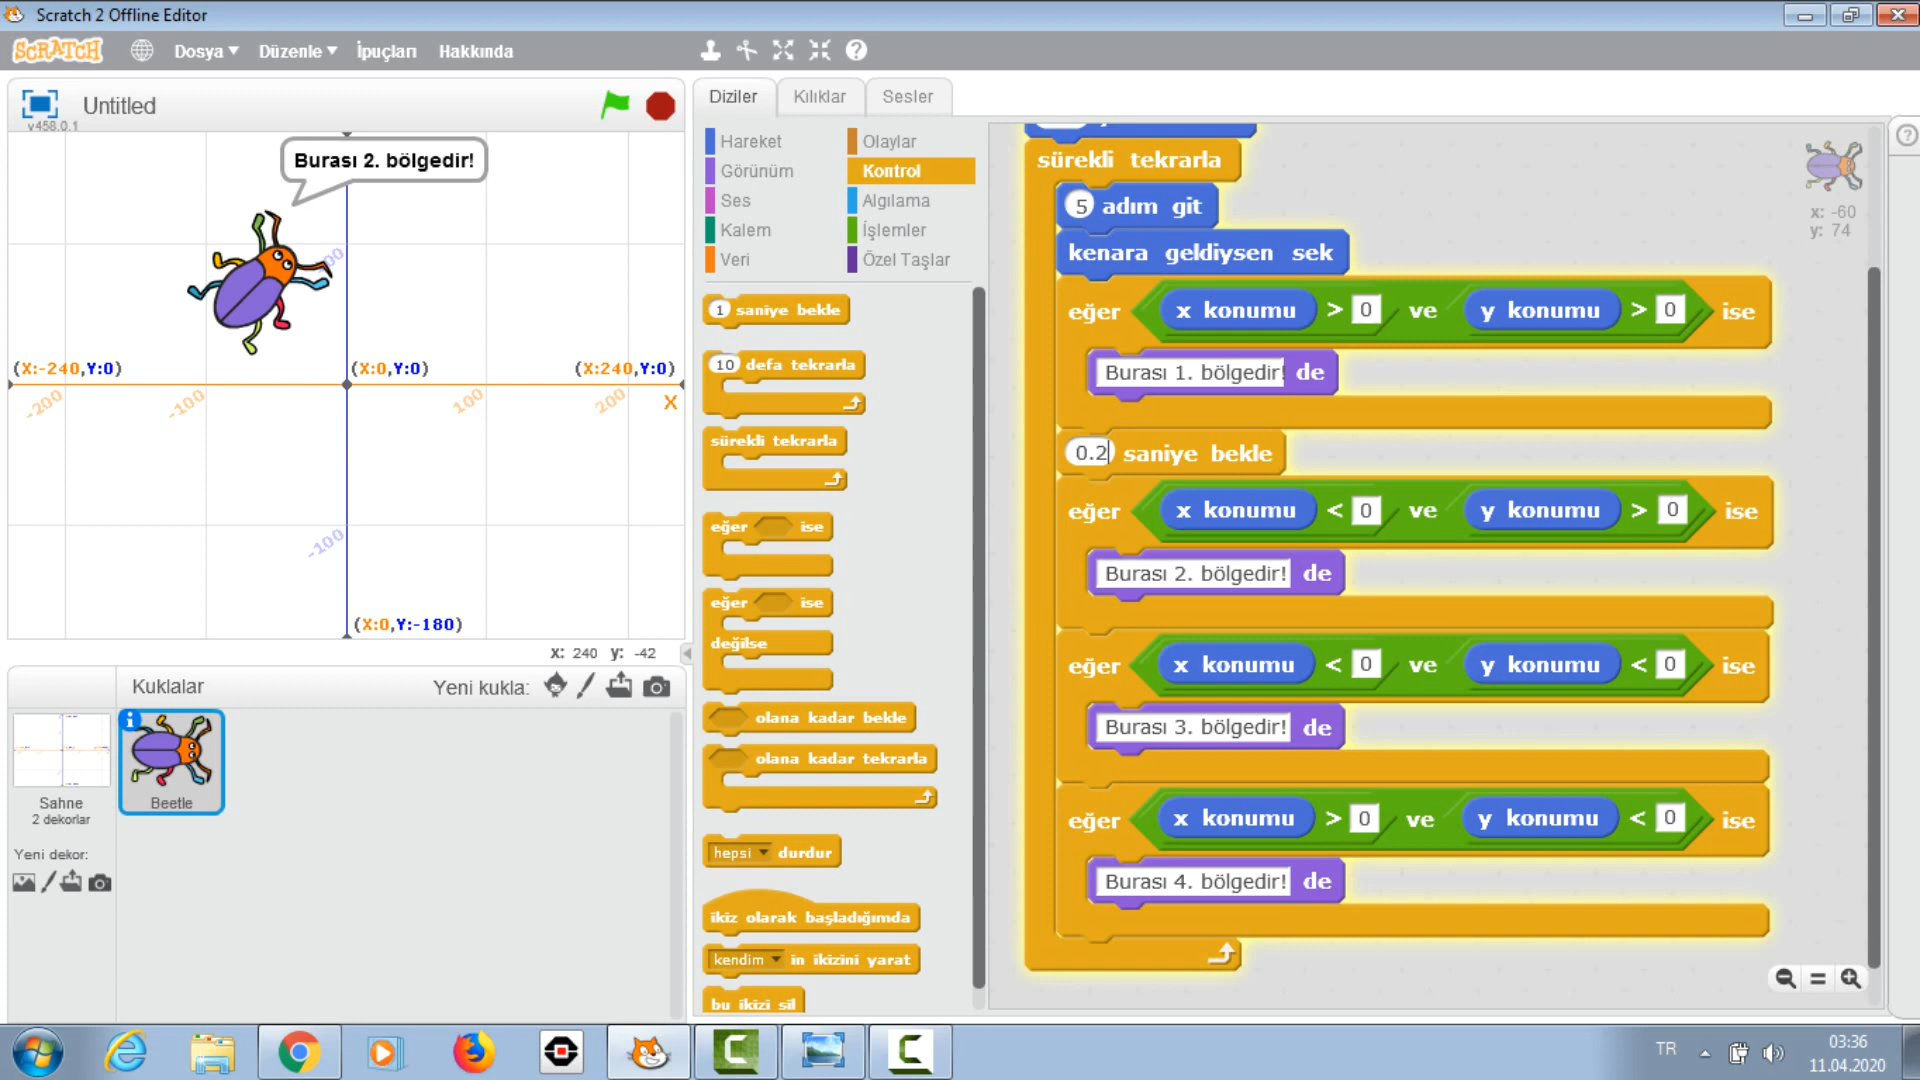 Scratch 2 Offline Editor
SCRATCH
Dosya
Düzenle
İpuçları
Hakkında
Untitled
v458.0.1
Burası 2. bölgedir!
(X:-240,Y:0)
(X:0,Y:0)
(X:240,Y:0)
-200
-100
100
200
X
-100
(X:0,Y:-180)
x: 240 y: -42
Kuklalar
Yeni kukla:
Sahne
2 dekorlar
Yeni dekor:
Beetle
Diziler
Kılıklar
Sesler
Hareket
Görünüm
Ses
Kalem
Veri
Olaylar
Kontrol
Algılama
İşlemler
Özel Taşlar
1 saniye bekle
10 defa tekrarla
sürekli tekrarla
eğer ise
eğer ise
değilse
olana kadar bekle
olana kadar tekrarla
hepsi durdur
ikiz olarak başladığımda
kendim in ikizini yarat
bu ikizi sil
sürekli tekrarla
5 adım git
kenara geldiysen sek
eğer x konumu > 0 ve y konumu > 0 ise
Burası 1. bölgedir! de
0.2 saniye bekle
eğer x konumu < 0 ve y konumu > 0 ise
Burası 2. bölgedir! de
eğer x konumu < 0 ve y konumu < 0 ise
Burası 3. bölgedir! de
eğer x konumu > 0 ve y konumu < 0 ise
Burası 4. bölgedir! de
x: -60
y: 74
TR
03:36
11.04.2020